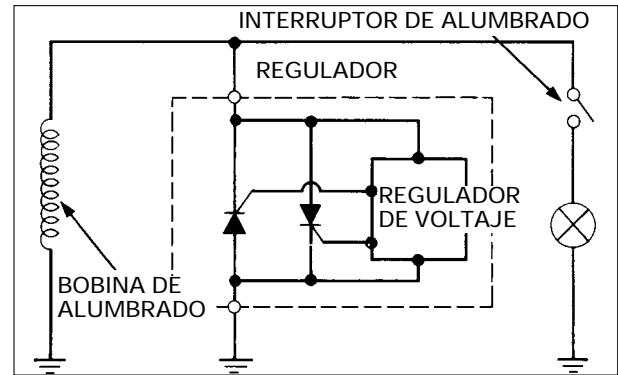 INTERRUPTOR DE ALUMBRADO
REGULADOR
REGULADOR
DE VOLTAJE
BOBINA DE
ALUMBRADO